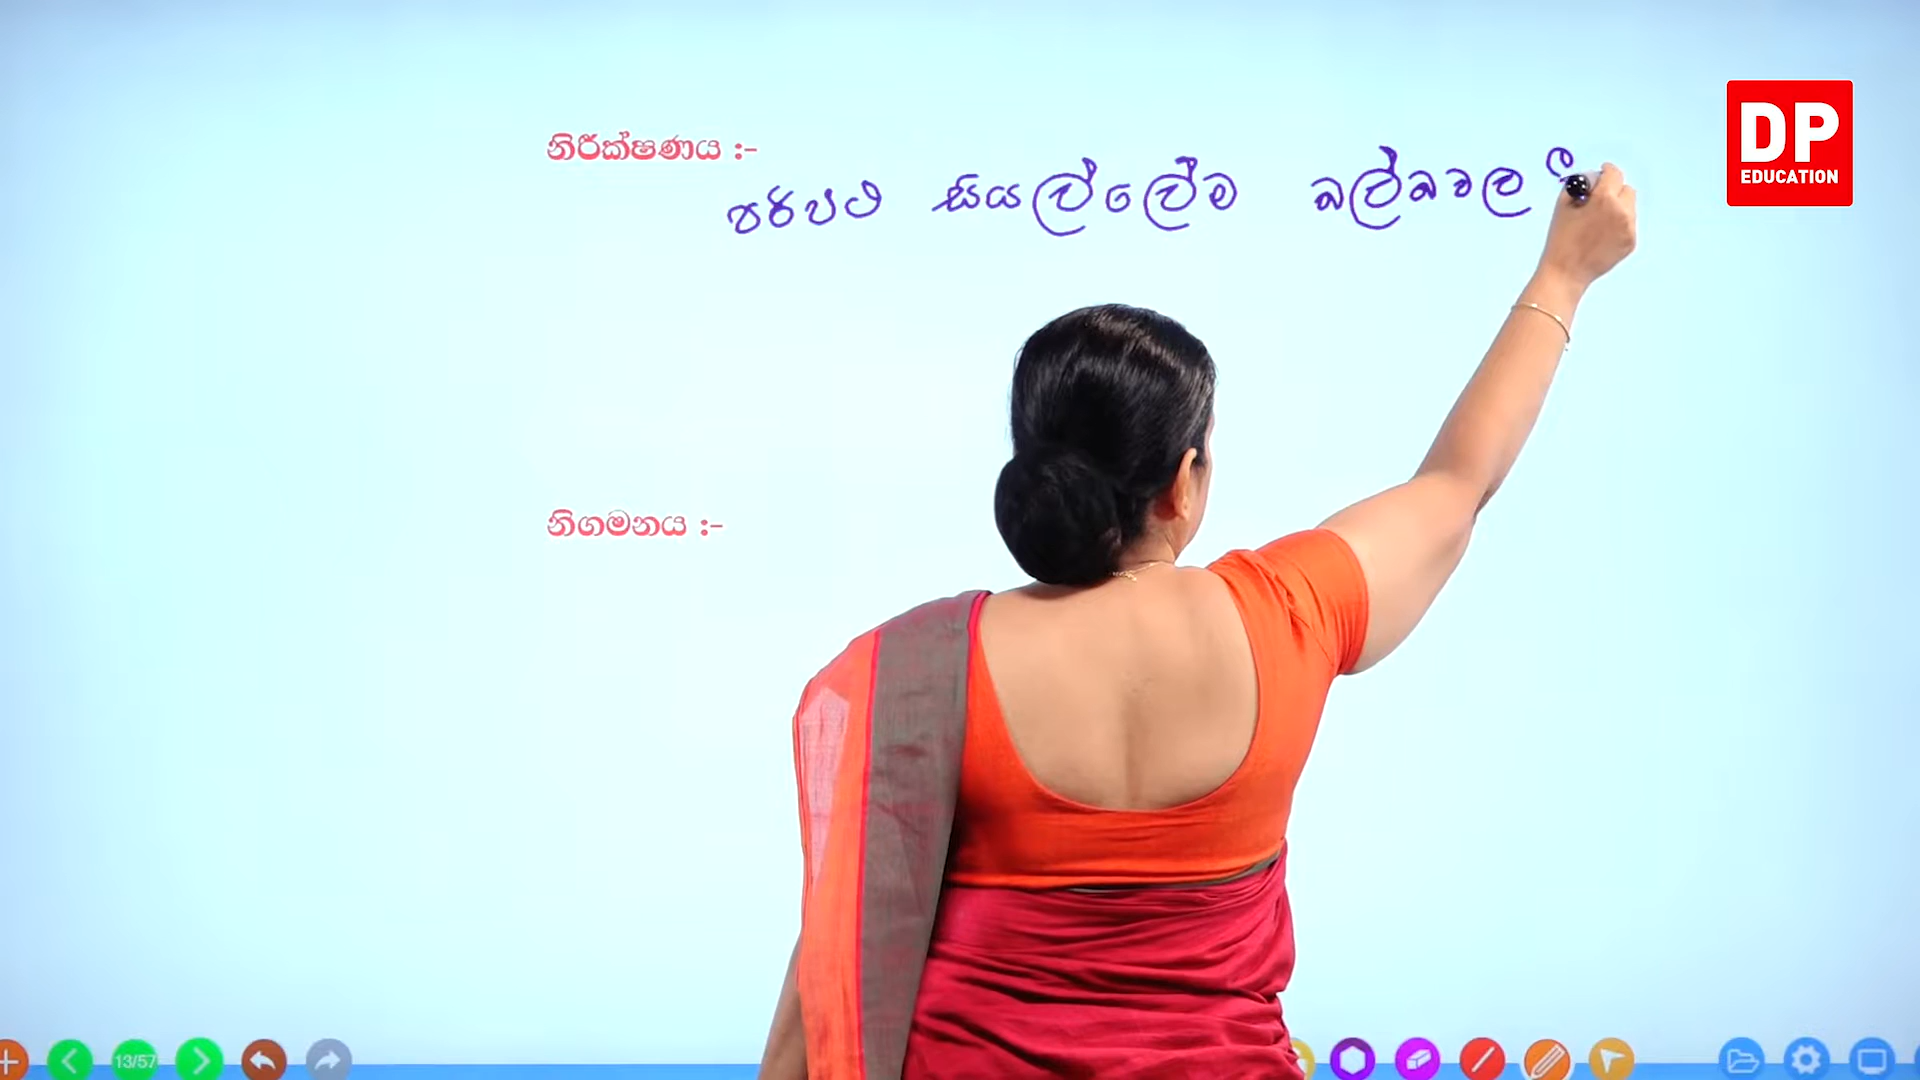 DP
EDUCATION
නිරීක්ෂණය :-
පරිපථ සියල්ලේම බල්බවල
නිගමනය :-
13/57